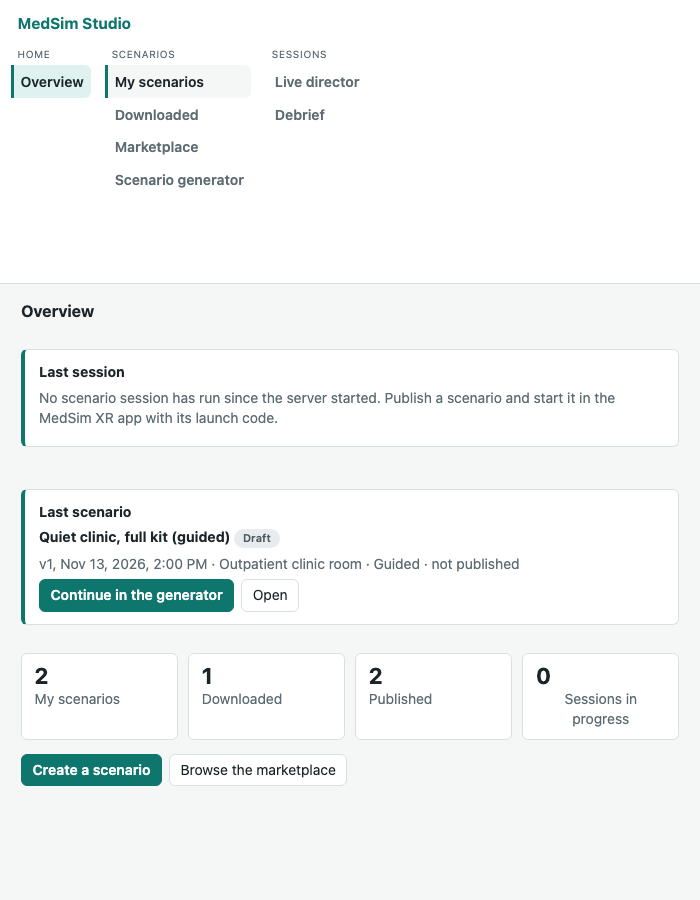 MedSim Studio
HOME
Overview
SCENARIOS
My scenarios
Downloaded
Marketplace
Scenario generator
SESSIONS
Live director
Debrief
Overview
Last session
No scenario session has run since the server started. Publish a scenario and start it in the
MedSim XR app with its launch code.
Last scenario
Quiet clinic, full kit (guided) Draft
v1, Nov 13, 2026, 2:00 PM · Outpatient clinic room · Guided · not published
Continue in the generator Open
2
My scenarios
1
Downloaded
2
Published
0
Sessions in
progress
Create a scenario Browse the marketplace